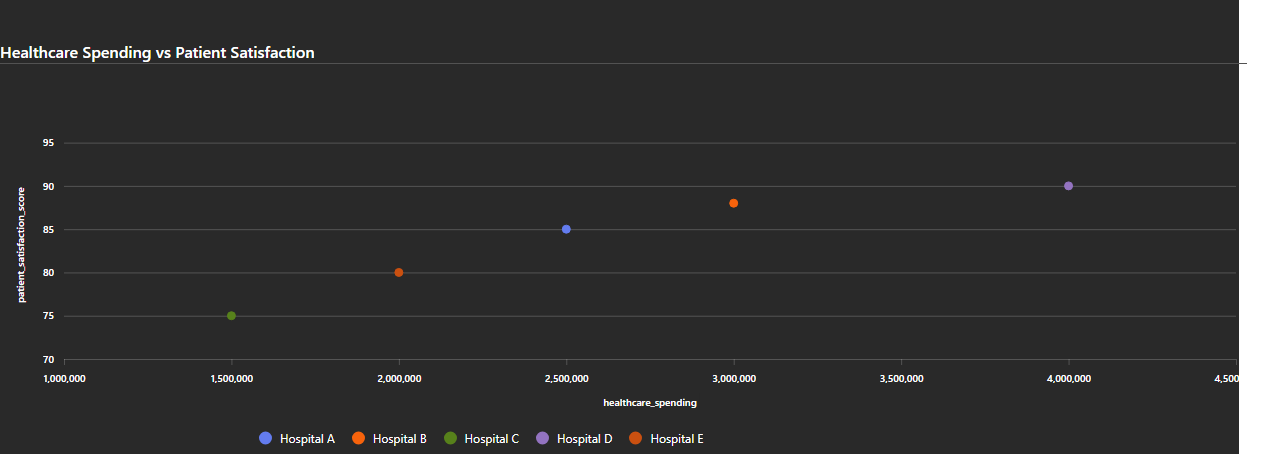 Healthcare Spending vs Patient Satisfaction
95
90
85
80
75
70
patient_satisfaction_score
1,000,000 1,500,000 2,000,000 2,500,000 3,000,000 3,500,000 4,000,000 4,500
healthcare_spending
Hospital A Hospital B Hospital C Hospital D Hospital E